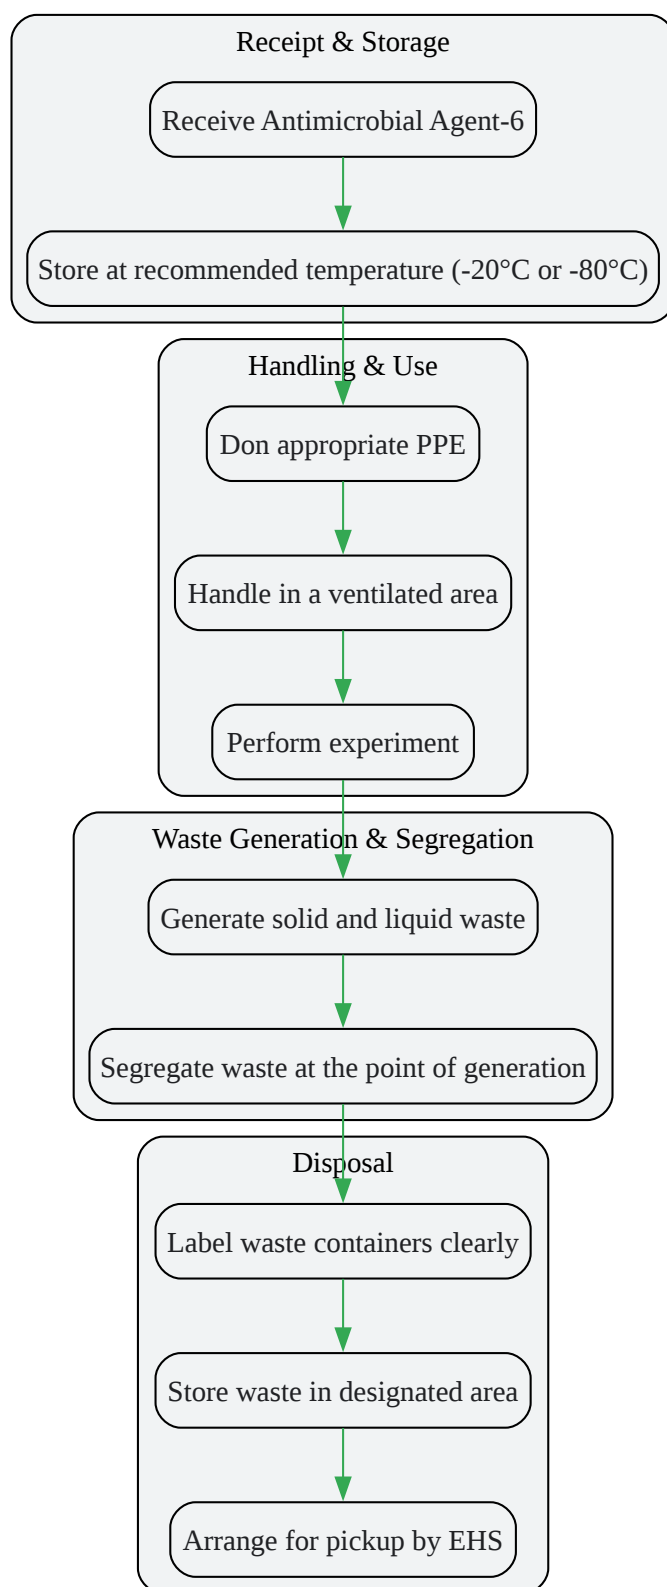 Receipt & Storage
Receive Antimicrobial Agent-6
Store at recommended temperature (-20°C or -80°C)
Handling & Use
Don appropriate PPE
Handle in a ventilated area
Perform experiment
Waste Generation & Segregation
Generate solid and liquid waste
Segregate waste at the point of generation
Disposal
Label waste containers clearly
Store waste in designated area
Arrange for pickup by EHS